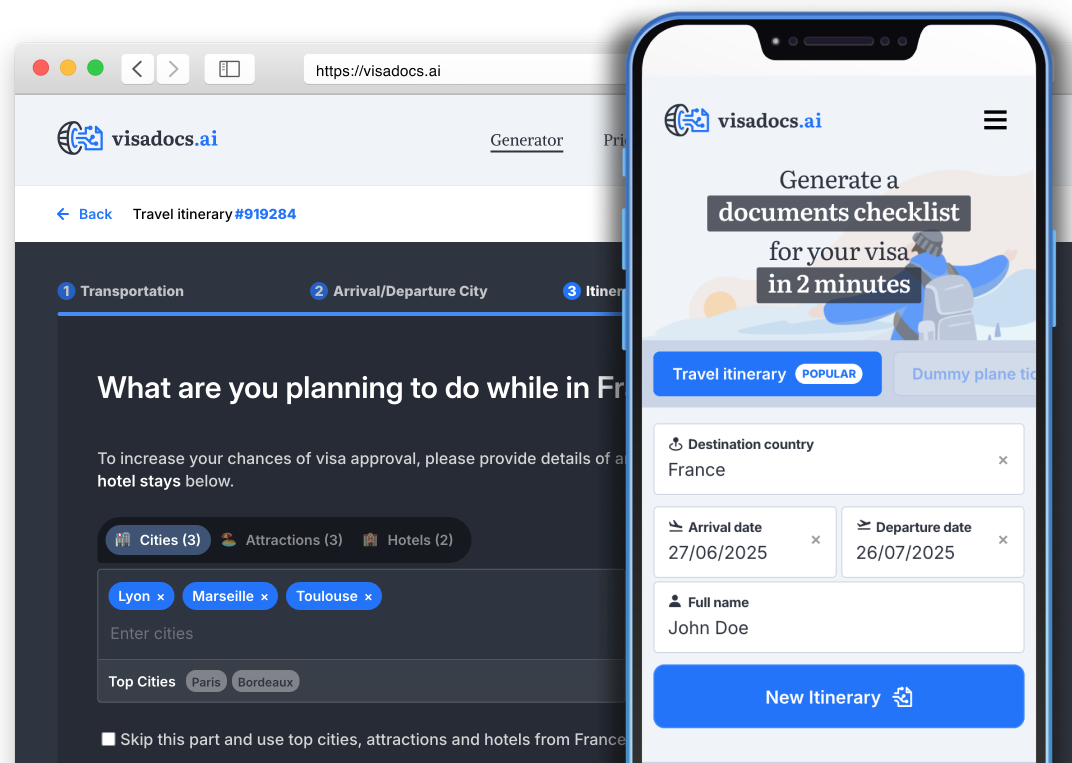 https://visadocs.ai
visadocs.ai
Generator
Back
Travel itinerary #919284
1 Transportation
2 Arrival/Departure City
3
What are you planning to do while in
To increase your chances of visa approval, please provide details of
hotel stays below.
Cities (3)
Attractions (3)
Hotels (2)
Lyon ×
Marseille ×
Toulouse ×
Enter cities
Top Cities
Paris
Bordeaux
Skip this part and use top cities, attractions and hotels from France
visadocs.ai
Generate a
documents checklist
for your visa
in 2 minutes
Travel itinerary POPULAR
Dummy plane
Destination country
France
×
Arrival date
27/06/2025
×
Departure date
26/07/2025
×
Full name
John Doe
New Itinerary